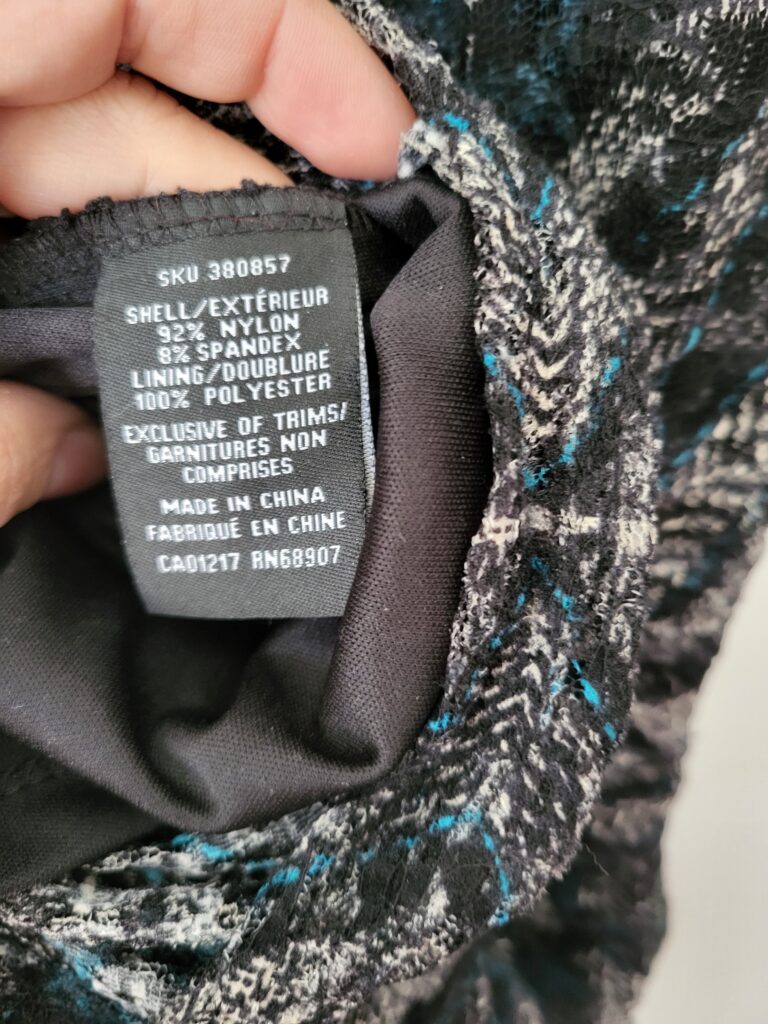 SKU 380857
SHELL/EXTÉRIEUR
92% NYLON
8% SPANDEX
LINING/DOUBLURE
100% POLYESTER
EXCLUSIVE OF TRIMS/
GARNITURES NON
COMPRISES
MADE IN CHINA
FABRIQUÉ EN CHINE
CA01217 RN68907